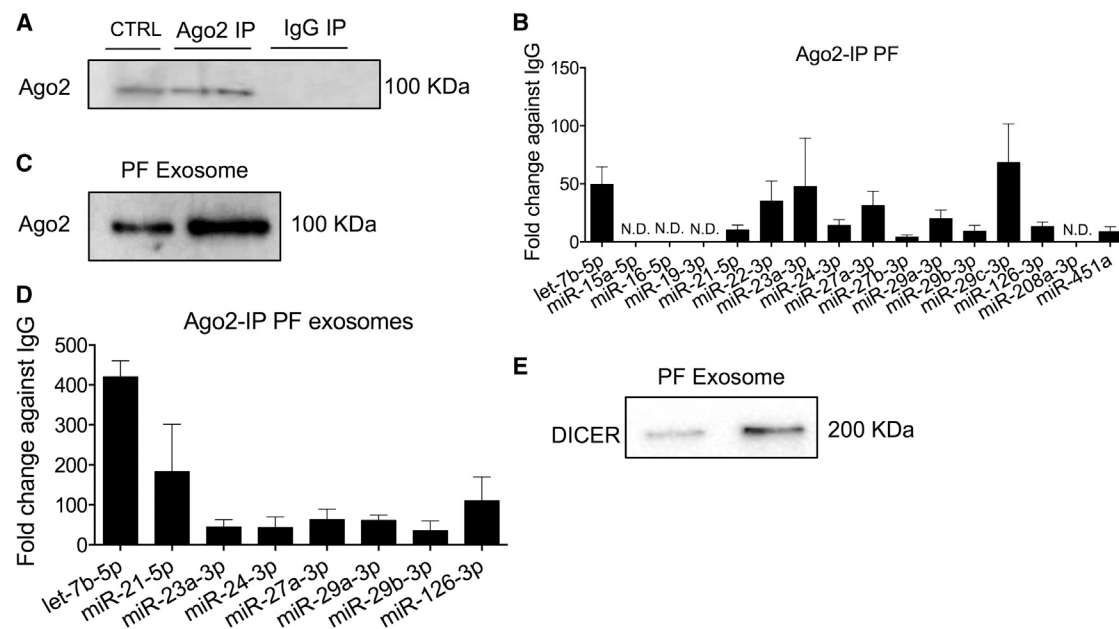 A
CTRL Ago2 IP IgG IP
Ago2 100 KDa
B
Ago2-IP PF
Fold change against IgG
150
100
50
0
N.D. N.D. N.D. N.D.
let-7b-5p
miR-15a-5p
miR-16-5p
miR-19-3p
miR-21-5p
miR-22-3p
miR-23a-3p
miR-24-3p
miR-27a-3p
miR-27b-3p
miR-29a-3p
miR-29b-3p
miR-29c-3p
miR-126-3p
miR-208a-3p
miR-451a
C
PF Exosome
Ago2 100 KDa
D
Ago2-IP PF exosomes
Fold change against IgG
500
400
300
200
100
0
let-7b-5p
miR-21-5p
miR-23a-3p
miR-24-3p
miR-27a-3p
miR-29a-3p
miR-29b-3p
miR-126-3p
E
PF Exosome
DICER 200 KDa